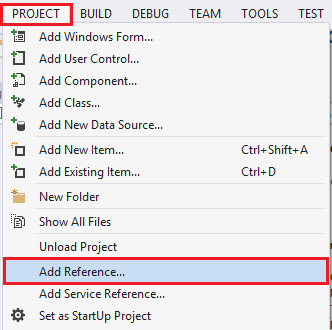 PROJECT BUILD DEBUG TEAM TOOLS TEST
Add Windows Form...
Add User Control...
Add Component...
Add Class...
Add New Data Source...
Add New Item... Ctrl+Shift+A
Add Existing Item... Ctrl+D
New Folder
Show All Files
Unload Project
Add Reference...
Add Service Reference...
Set as StartUp Project